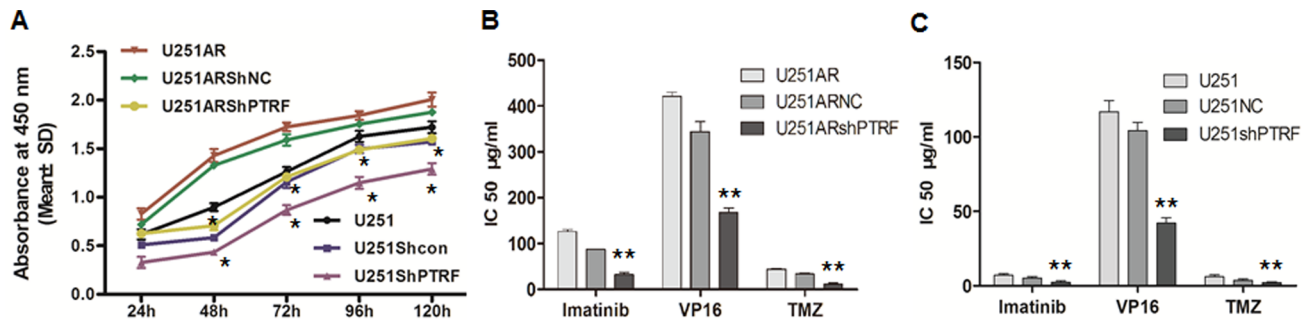 A
Absorbance at 450 nm
(Mean± SD)
2.5
2.0
1.5
1.0
0.5
0.0
U251AR
U251ARShNC
U251ARShPTRF
*
*
*
*
*
*
*
*
U251
U251Shcon
U251ShPTRF
24h 48h 72h 96h 120h
B
IC 50 µg/ml
500
400
300
200
100
0
U251AR
U251ARNC
U251ARshPTRF
**
**
**
Imatinib VP16 TMZ
C
IC 50 µg/ml
150
100
50
0
U251
U251NC
U251shPTRF
**
**
**
Imatinib VP16 TMZ